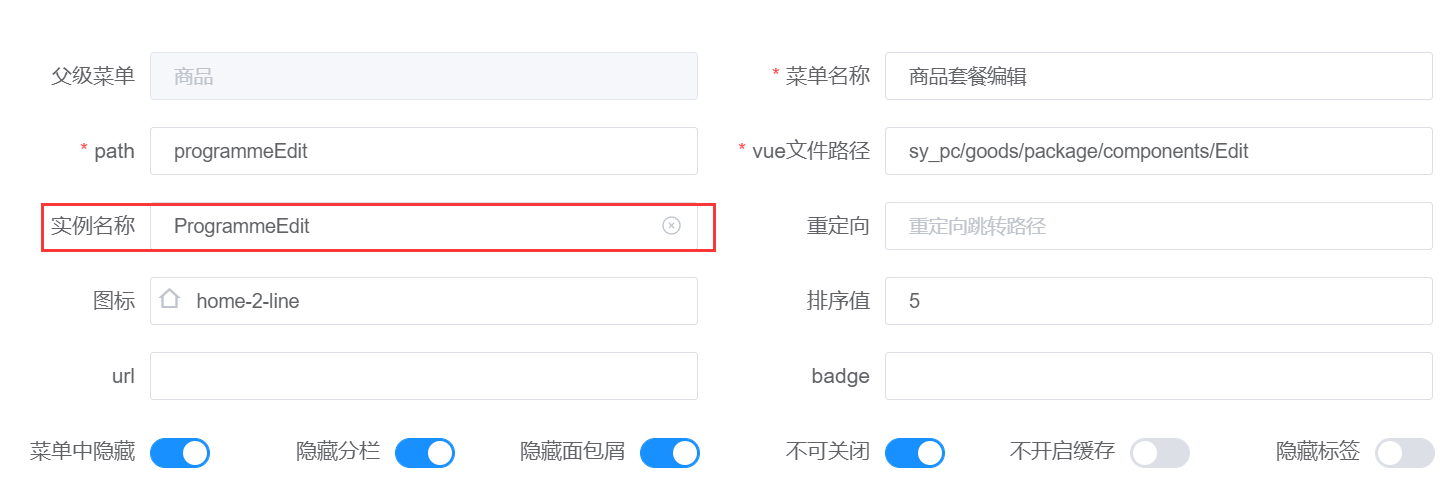 父级菜单 商品 * 菜单名称 商品套餐编辑
* path programmeEdit * vue文件路径 sy_pc/goods/package/components/Edit
实例名称 ProgrammeEdit 重定向 重定向跳转路径
图标 home-2-line 排序值 5
url badge
菜单中隐藏 隐藏分栏 隐藏面包屑 不可关闭 不开启缓存 隐藏标签